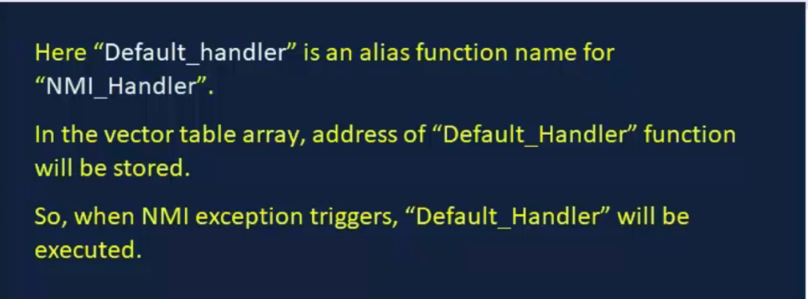 Here “Default_handler” is an alias function name for
“NMI_Handler”.
In the vector table array, address of “Default_Handler” function
will be stored.
So, when NMI exception triggers, “Default_Handler” will be
executed.